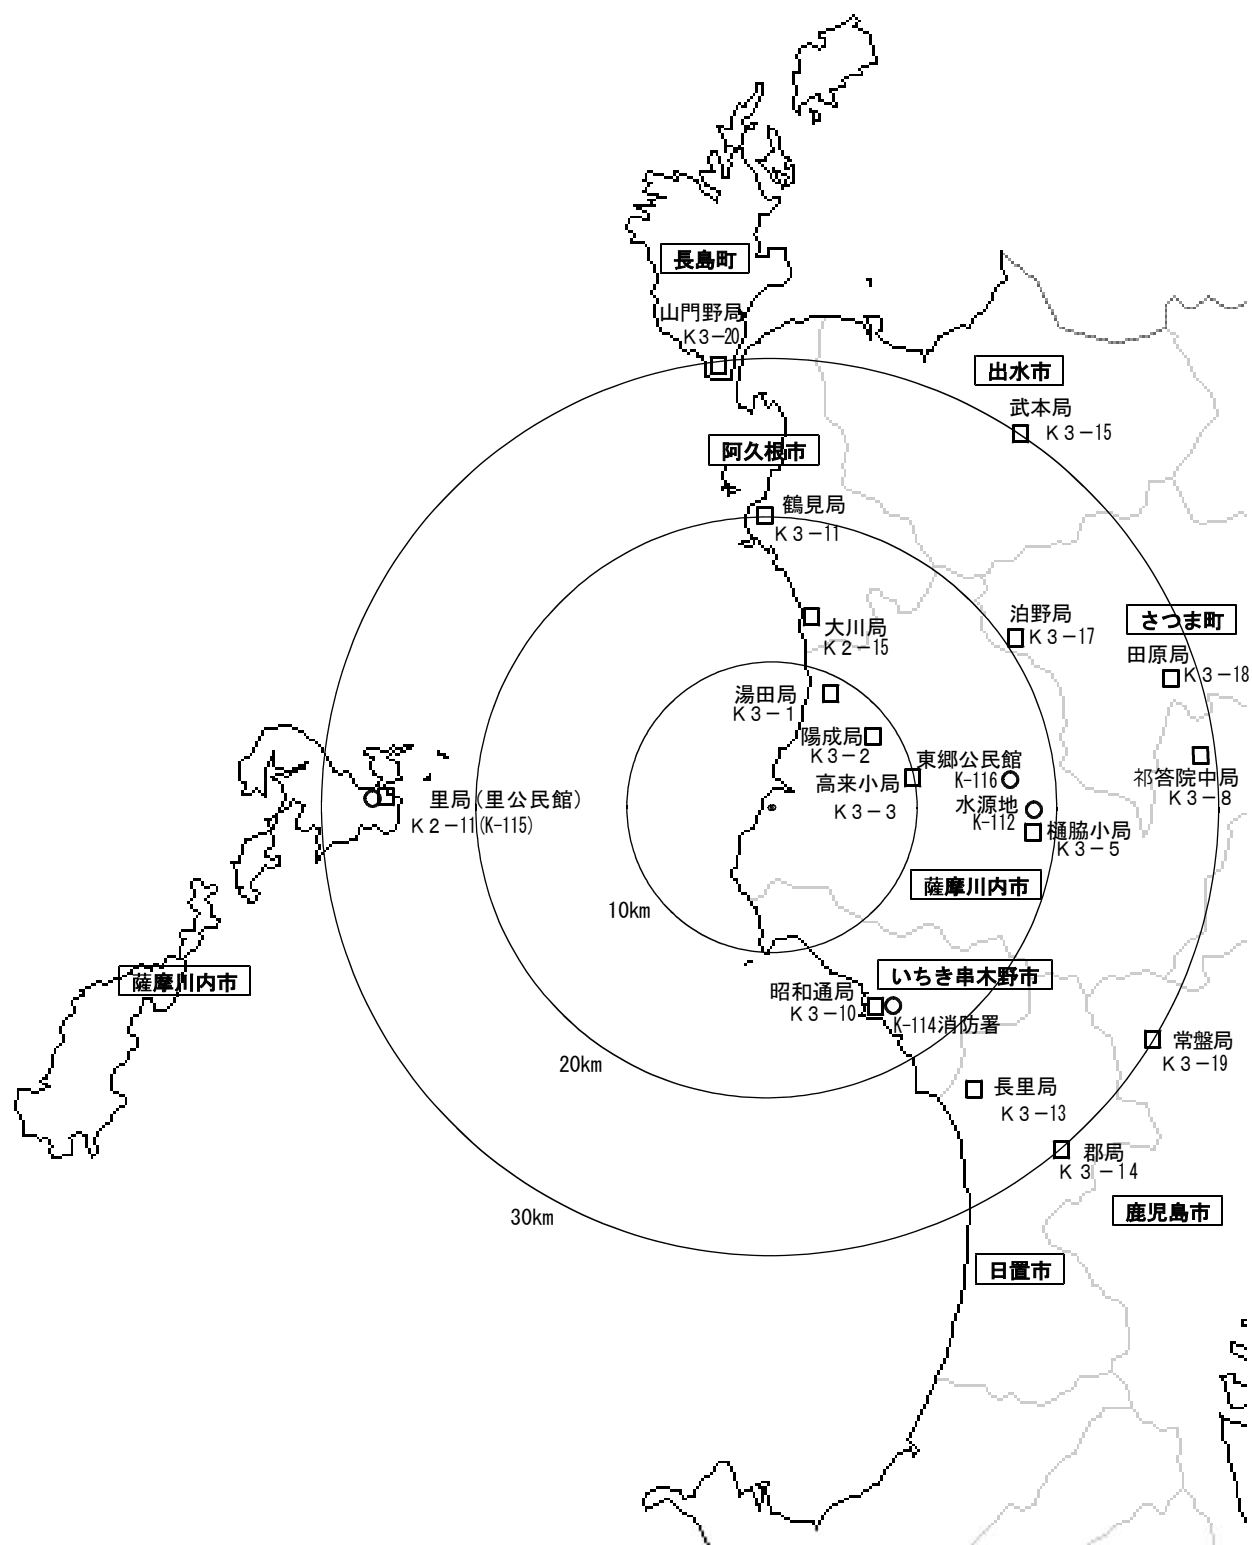 長島町
山門野局
K3-20
出水市
武本局
K3-15
阿久根市
鶴見局
K3-11
泊野局
K3-17
さつま町
大川局
K2-15
田原局
K3-18
湯田局
K3-1
陽成局
K3-2
東郷公民館
K-116
高来小局
K3-3
祁答院中局
K3-8
里局(里公民館)
K2-11(K-115)
水源地
K-112
樋脇小局
K3-5
薩摩川内市
10km
薩摩川内市
いちき串木野市
昭和通局
K3-10
K-114消防署
常盤局
K3-19
20km
長里局
K3-13
郡局
K3-14
30km
鹿児島市
日置市